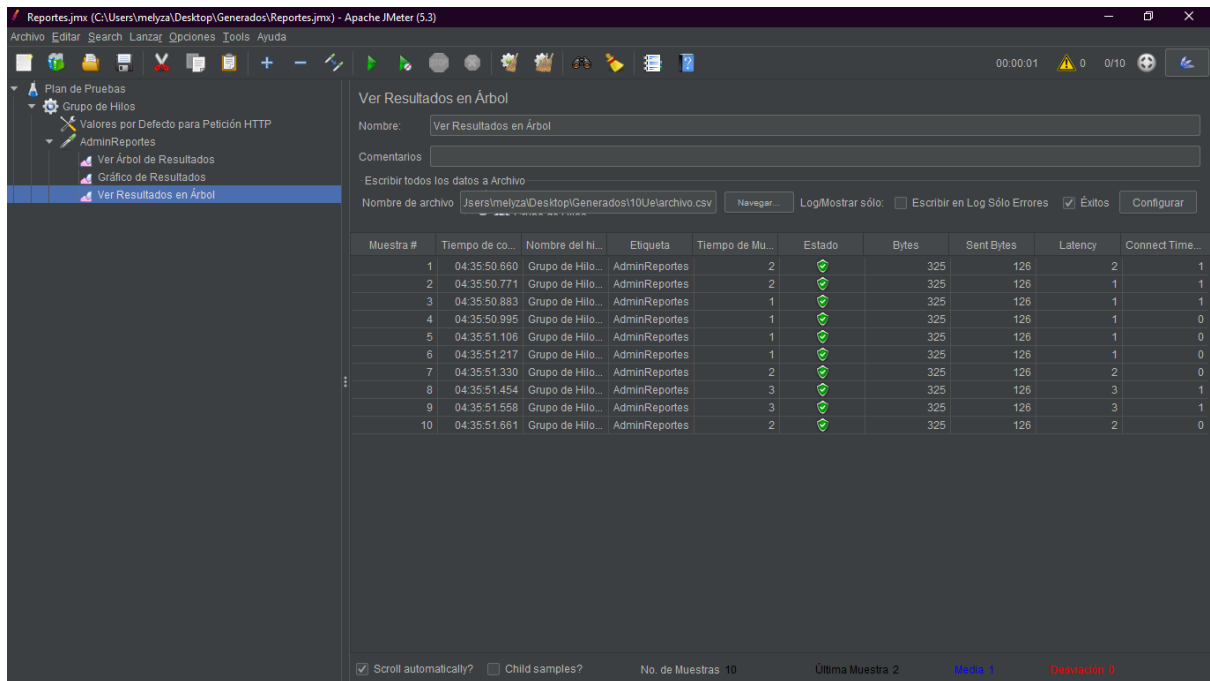 Reportes.jmx (C:\Users\melyza\Desktop\Generados\Reportes.jmx) - Apache JMeter (5.3)
Archivo Editar Search Lanzar Opciones Tools Ayuda
00:00:01 0 0/10
Plan de Pruebas
Grupo de Hilos
Valores por Defecto para Petición HTTP
AdminReportes
Ver Árbol de Resultados
Gráfico de Resultados
Ver Resultados en Árbol
Ver Resultados en Árbol
Nombre: Ver Resultados en Árbol
Comentarios
Escribir todos los datos a Archivo
Nombre de archivo Jsers\melyza\Desktop\Generados\10Ue\archivo.csv Navegar... Log/Mostrar sólo: Escribir en Log Sólo Errores Éxitos Configurar
Muestra # Tiempo de co... Nombre del hi... Etiqueta Tiempo de Mu... Estado Bytes Sent Bytes Latency Connect Time...
1 04:35:50.660 Grupo de Hilo... AdminReportes 2 325 126 2 1
2 04:35:50.771 Grupo de Hilo... AdminReportes 2 325 126 1 1
3 04:35:50.883 Grupo de Hilo... AdminReportes 1 325 126 1 1
4 04:35:50.995 Grupo de Hilo... AdminReportes 1 325 126 1 0
5 04:35:51.106 Grupo de Hilo... AdminReportes 1 325 126 1 0
6 04:35:51.217 Grupo de Hilo... AdminReportes 1 325 126 1 0
7 04:35:51.330 Grupo de Hilo... AdminReportes 2 325 126 2 0
8 04:35:51.454 Grupo de Hilo... AdminReportes 3 325 126 3 1
9 04:35:51.558 Grupo de Hilo... AdminReportes 3 325 126 3 1
10 04:35:51.661 Grupo de Hilo... AdminReportes 2 325 126 2 0
Scroll automatically? Child samples? No. de Muestras 10 Última Muestra 2 Media 1 Desviación 0